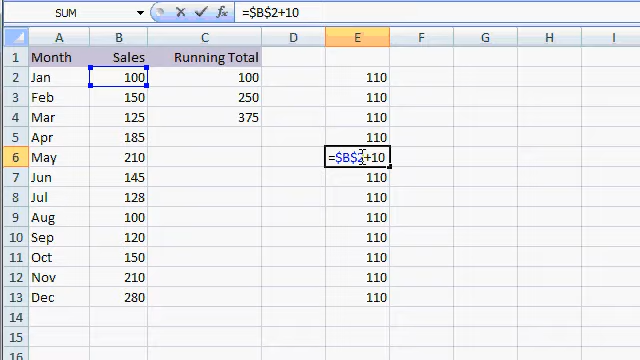 SUM =$B$2+10
A B C D E F G H I
1 Month Sales Running Total
2 Jan 100 100 110
3 Feb 150 250 110
4 Mar 125 375 110
5 Apr 185 110
6 May 210 =$B$2+10
7 Jun 145 110
8 Jul 128 110
9 Aug 100 110
10 Sep 120 110
11 Oct 150 110
12 Nov 210 110
13 Dec 280 110
14
15
16